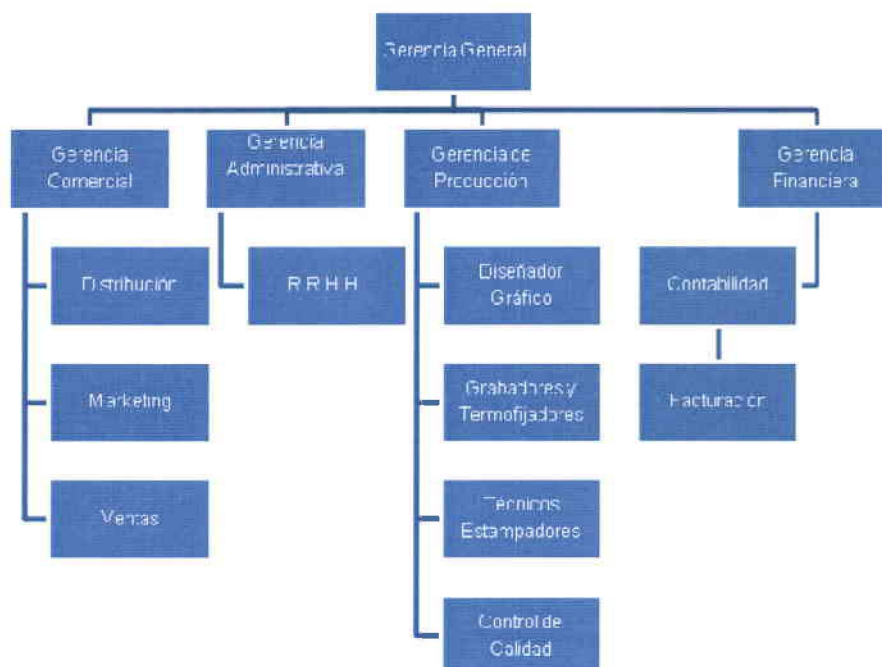 Gerencia General
Gerencia
Comercial
Gerencia
Administrativa
Gerencia de
Producción
Gerencia
Financiera
Distribución
R R H H
Diseñador
Gráfico
Contabilidad
Marketing
Grabadores y
Termofijadores
Facturación
Ventas
Técnicos
Estampadores
Control de
Calidad